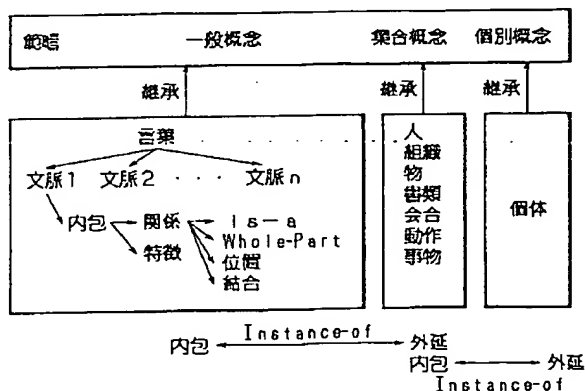 範疇 一般概念 集合概念 個別概念
継承 継承 継承
言葉
文脈1 文脈2 ・・・ 文脈n
内包 関係 Is-a
特徴 Whole-Part
位置
結合
人
組織
物
書類
会合
動作
事物
個体
内包 Instance-of 外延
内包 外延
Instance-of